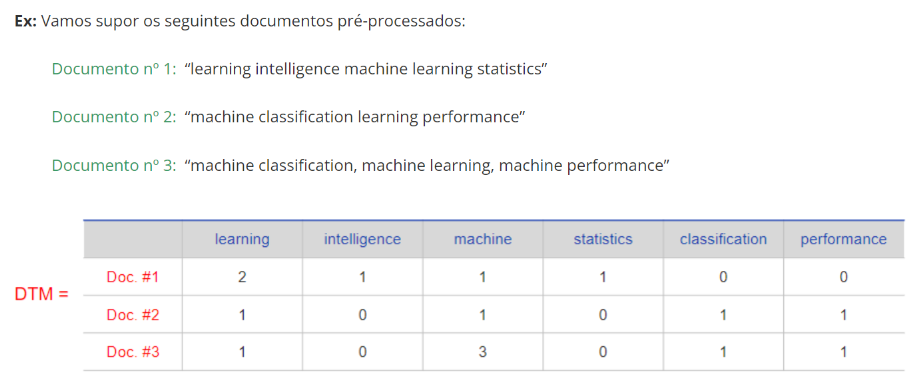 Ex: Vamos supor os seguintes documentos pré-processados:
Documento nº 1: “learning intelligence machine learning statistics”
Documento nº 2: “machine classification learning performance”
Documento nº 3: “machine classification, machine learning, machine performance”
learning intelligence machine statistics classification performance
Doc. #1 2 1 1 1 0 0
DTM =
Doc. #2 1 0 1 0 1 1
Doc. #3 1 0 3 0 1 1